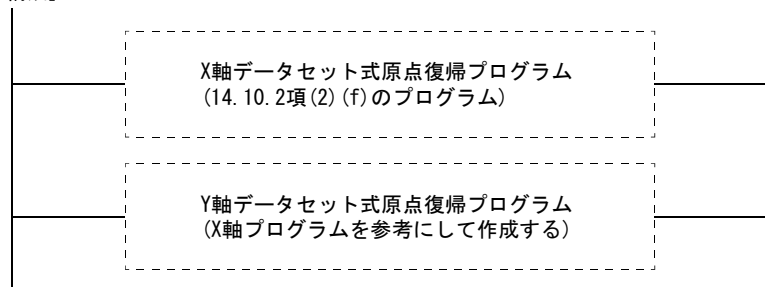 X軸データセット式原点復帰プログラム
(14.10.2項(2)(f)のプログラム)
Y軸データセット式原点復帰プログラム
(X軸プログラムを参考にして作成する)